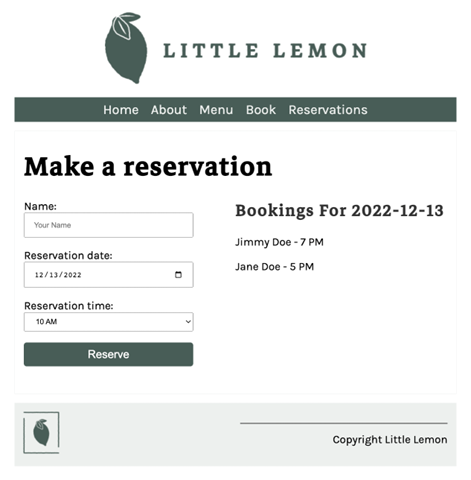 LITTLE LEMON
Home About Menu Book Reservations
Make a reservation
Name:
Your Name
Reservation date:
12/13/2022
Reservation time:
10 AM
Reserve
Bookings For 2022-12-13
Jimmy Doe - 7 PM
Jane Doe - 5 PM
Copyright Little Lemon